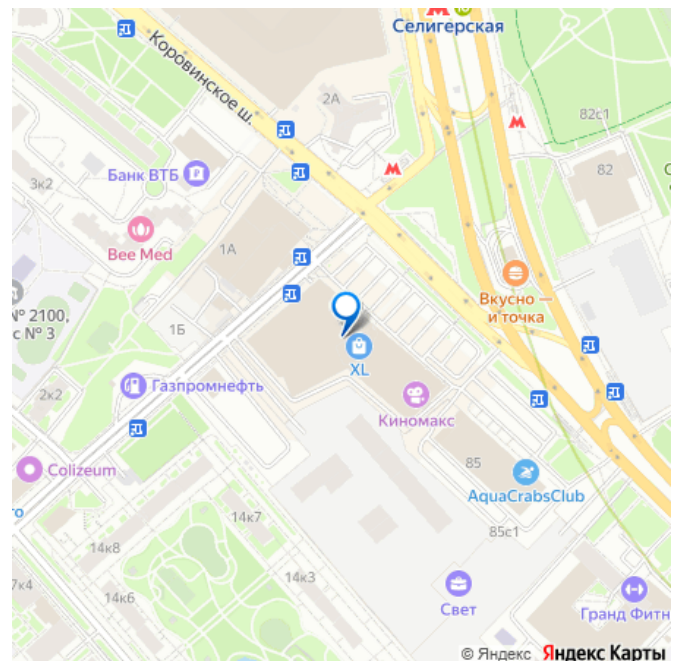 Селигерская
Коровинское ш.
2А
82с1
82
Банк ВТБ
3к2
Bee Med
1А
Вкусно —
и точка
№ 2100,
с № 3
1Б
XL
Газпромнефть
2к2
Киномакс
Colizeum
85
AquaCrabsClub
14к7
85с1
14к8
14к3
7к4
14к6
Свет
Гранд Фитн
© Яндекс Яндекс Карты